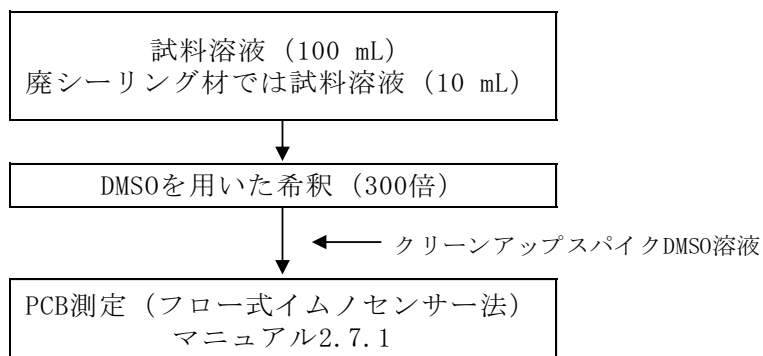 試料溶液（100 mL）
廃シーリング材では試料溶液（10 mL）
DMSOを用いた希釈（300倍）
クリーンアップスパイクDMSO溶液
PCB測定（フロー式イムノセンサー法）
マニュアル2.7.1